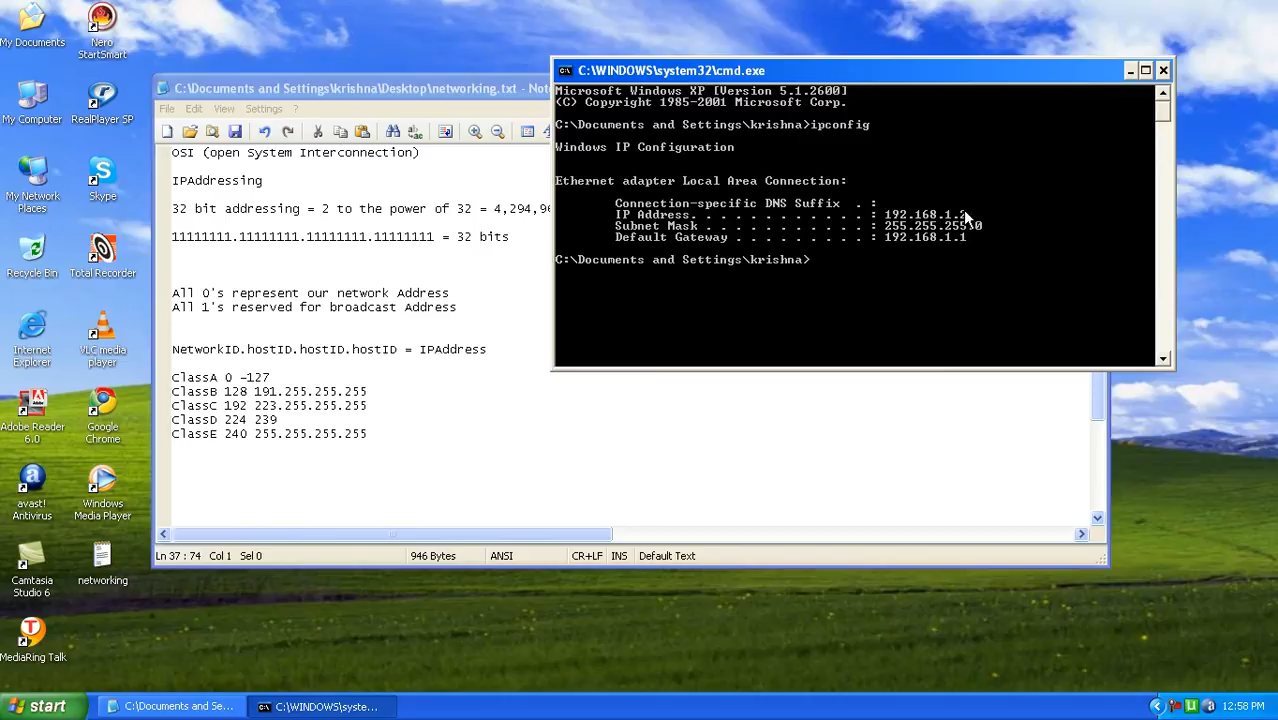 My Documents
Nero
StartSmart
My Computer
RealPlayer SP
My Network
Places
Skype
Recycle Bin
Total Recorder
Internet
Explorer
VLC media
player
Adobe Reader
6.0
Google
Chrome
avast!
Antivirus
Windows
Media Player
Camtasia
Studio 6
networking
MediaRing Talk
C:\Documents and Settings\krishna\Desktop\networking.txt - Note
File Edit View Settings ?
OSI (open System Interconnection)
IPAddressing
32 bit addressing = 2 to the power of 32 = 4,294,96
11111111.11111111.11111111.11111111 = 32 bits
All 0's represent our network Address
All 1's reserved for broadcast Address
NetworkID.hostID.hostID.hostID = IPAddress
ClassA 0 -127
ClassB 128 191.255.255.255
ClassC 192 223.255.255.255
ClassD 224 239
ClassE 240 255.255.255.255
Ln 37 : 74 Col 1 Sel 0 946 Bytes ANSI CR+LF INS Default Text
C:\WINDOWS\system32\cmd.exe
Microsoft Windows XP [Version 5.1.2600]
(C) Copyright 1985-2001 Microsoft Corp.
C:\Documents and Settings\krishna>ipconfig
Windows IP Configuration
Ethernet adapter Local Area Connection:
Connection-specific DNS Suffix . :
IP Address. . . . . . . . . . . . : 192.168.1.2
Subnet Mask . . . . . . . . . . . : 255.255.255.0
Default Gateway . . . . . . . . . : 192.168.1.1
C:\Documents and Settings\krishna>
start
C:\Documents and Se...
C:\WINDOWS\syste...
12:58 PM